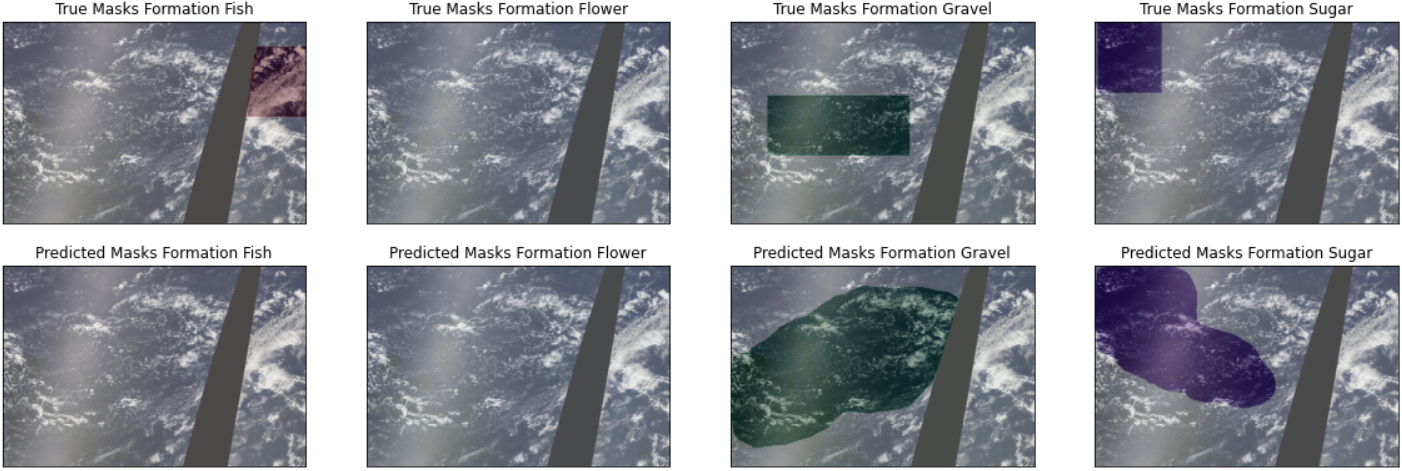 True Masks Formation Fish
True Masks Formation Flower
True Masks Formation Gravel
True Masks Formation Sugar
Predicted Masks Formation Fish
Predicted Masks Formation Flower
Predicted Masks Formation Gravel
Predicted Masks Formation Sugar